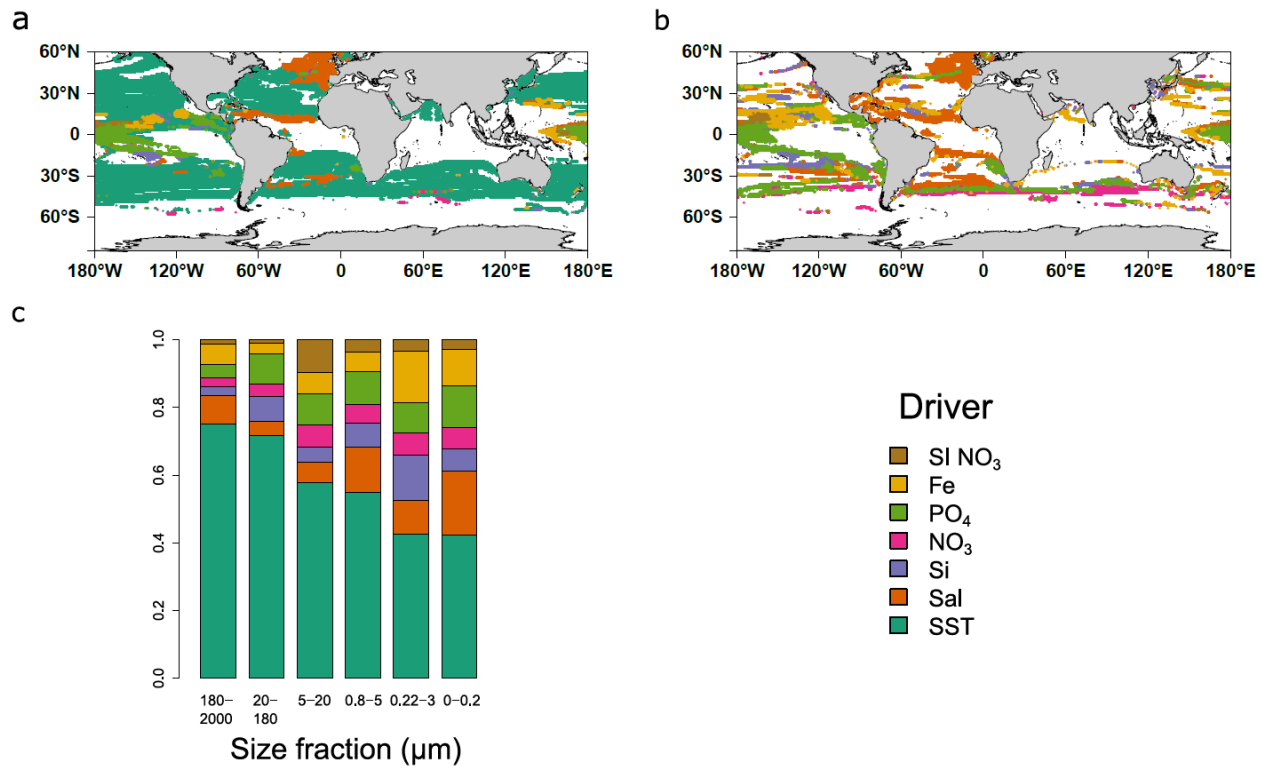 a
b
60°N
30°N
0
30°S
60°S
180°W 120°W 60°W 0 60°E 120°E 180°E
60°N
30°N
0
30°S
60°S
180°W 120°W 60°W 0 60°E 120°E 180°E
c
1.0
0.8
0.6
0.4
0.2
0.0
180−2000
20−180
5−20
0.8−5
0.22−3
0−0.2
Size fraction (µm)
Driver
SI NO₃
Fe
PO₄
NO₃
Si
Sal
SST